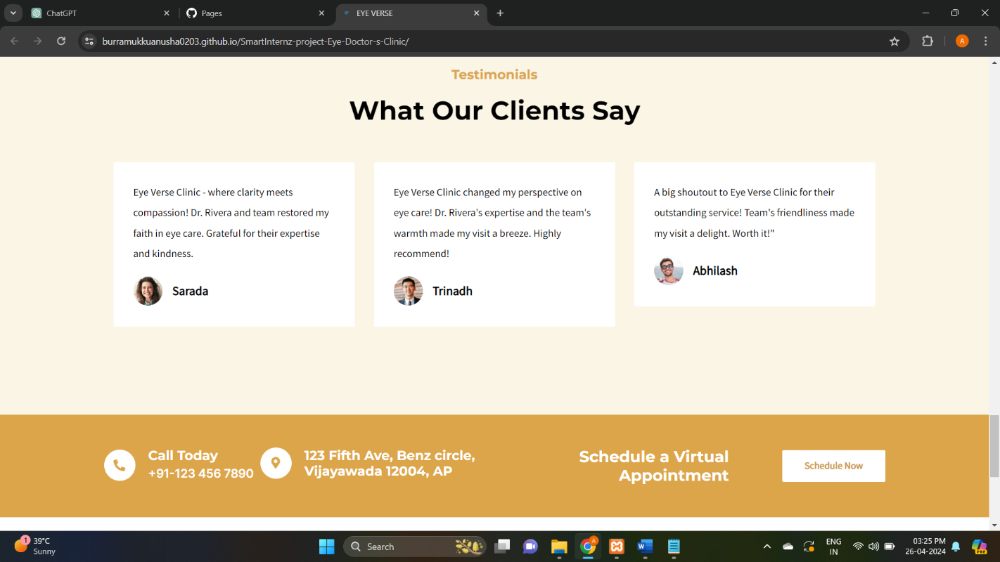 ChatGPT
Pages
EYE VERSE
burramukkuanusha0203.github.io/SmartInternz-project-Eye-Doctor-s-Clinic/
A
Testimonials
What Our Clients Say
Eye Verse Clinic - where clarity meets
compassion! Dr. Rivera and team restored my
faith in eye care. Grateful for their expertise
and kindness.
Sarada
Eye Verse Clinic changed my perspective on
eye care! Dr. Rivera's expertise and the team's
warmth made my visit a breeze. Highly
recommend!
Trinadh
A big shoutout to Eye Verse Clinic for their
outstanding service! Team's friendliness made
my visit a delight. Worth it!"
Abhilash
Call Today
+91-123 456 7890
123 Fifth Ave, Benz circle,
Vijayawada 12004, AP
Schedule a Virtual
Appointment
Schedule Now
1
39°C
Sunny
Search
A
W
ENG
IN
03:25 PM
26-04-2024
PRE